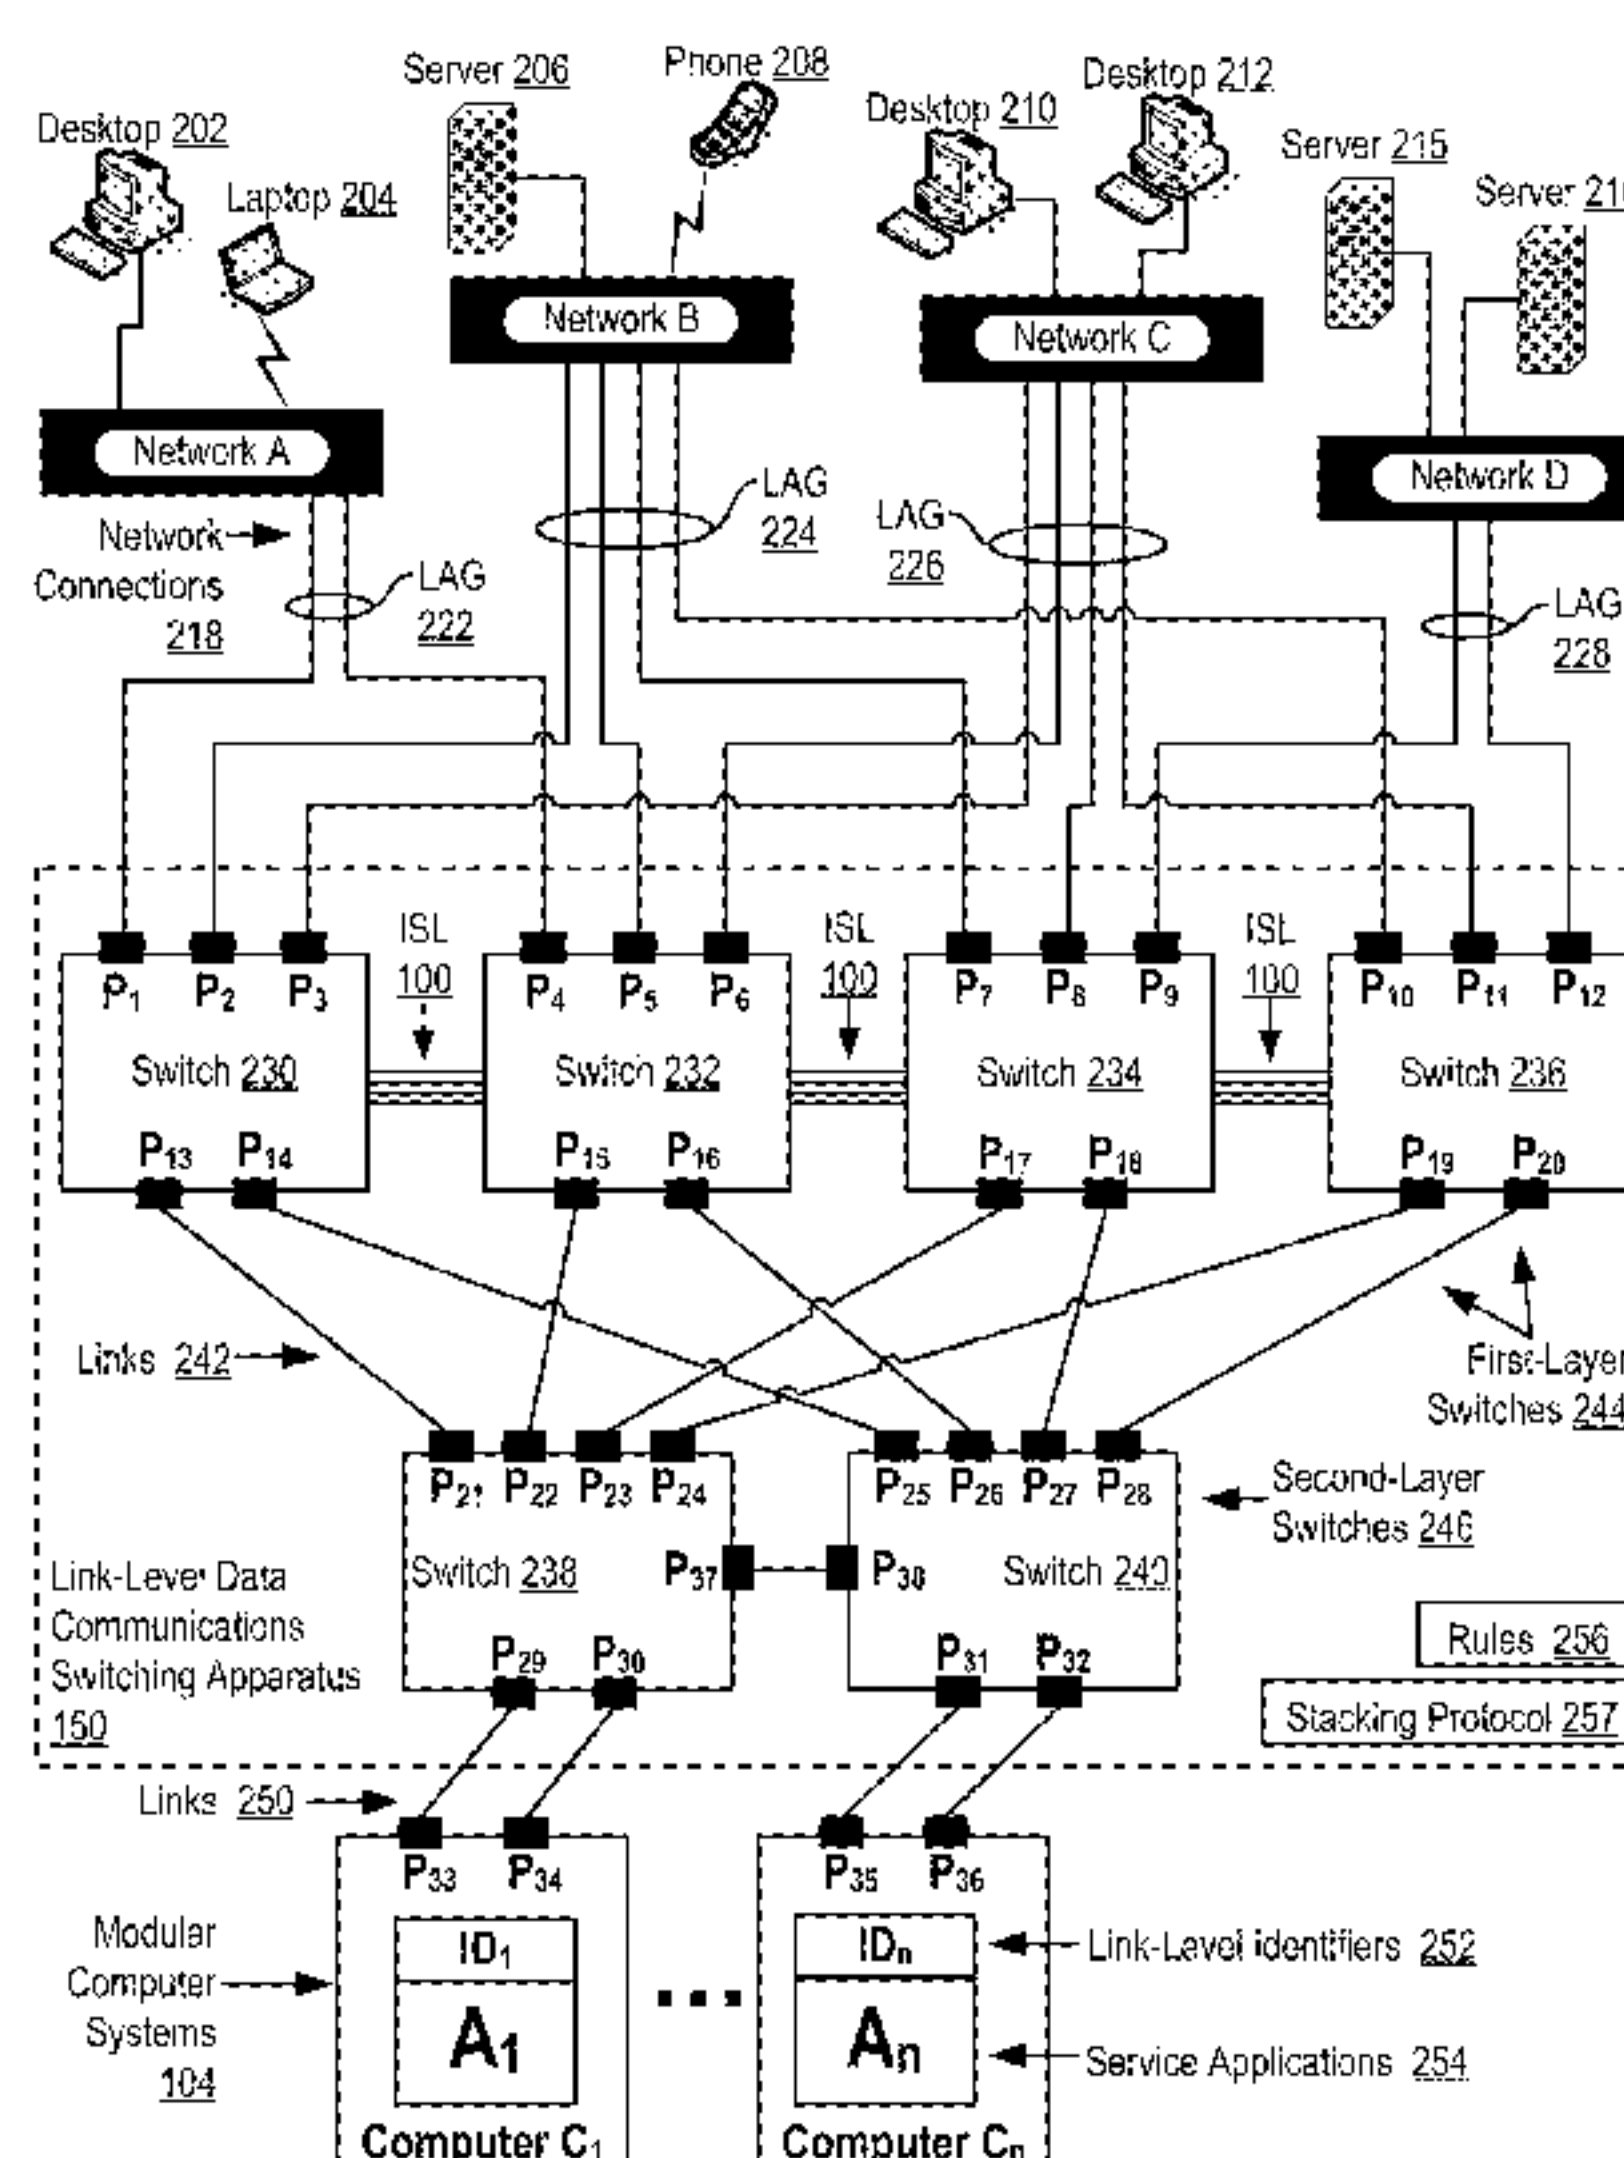 Server 206
Phone 208
Desktop 210
Desktop 212
Desktop 202
Laptop 204
Server 215
Server
Network B
Network C
Network A
Network D
LAG
224
LAG
226
Network
Connections
218
LAG
222
LAG
228
ISL
100
ISL
100
ISL
100
P1 P2 P3
P4 P5 P6
P7 P8 P9
P10 P11 P12
Switch 230
Switch 232
Switch 234
Switch 236
P13 P14
P15 P16
P17 P18
P19 P20
Links 242
First-Layer
Switches 244
P21 P22 P23 P24
P25 P26 P27 P28
Second-Layer
Switches 246
Switch 238
P37
P38
Switch 240
Link-Level Data
Communications
Switching Apparatus
150
P29 P30
P31 P32
Rules 256
Stacking Protocol 257
Links 250
P33 P34
P35 P36
Modular
Computer
Systems
104
ID1
A1
IDn
An
Link-Level identifiers 252
Service Applications 254
Computer C1
Computer Cn